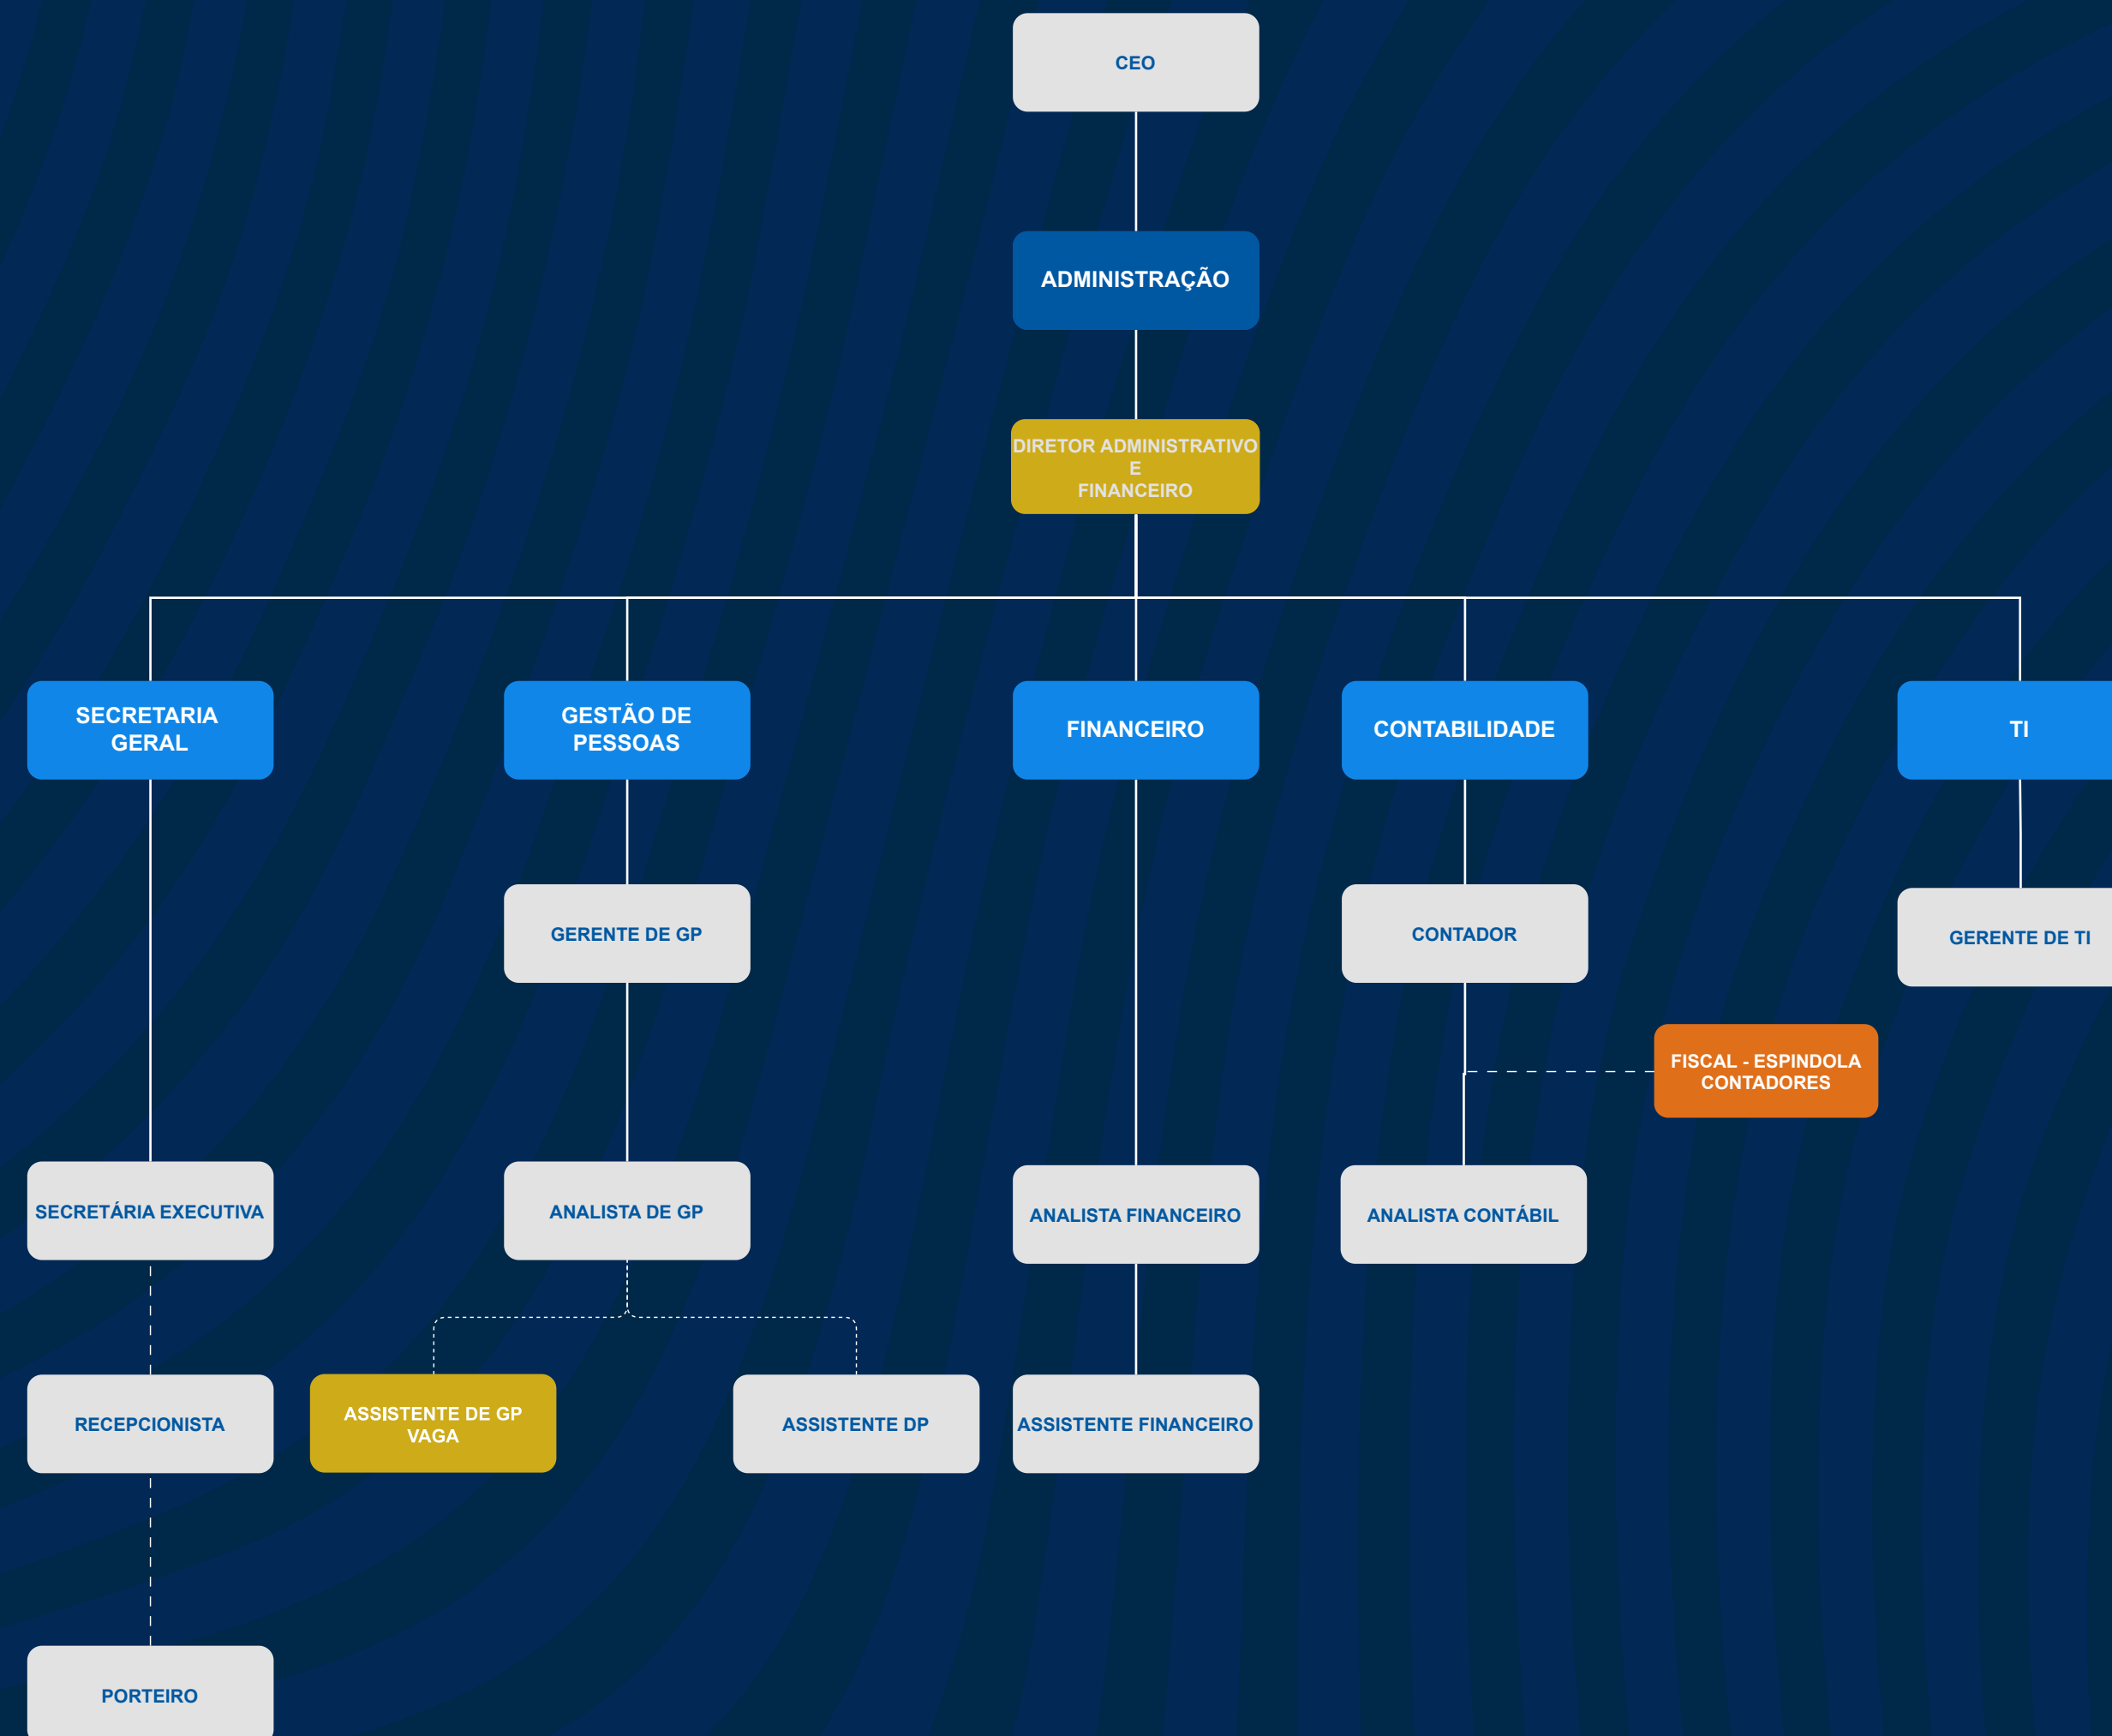 CEO
ADMINISTRAÇÃO
DIRETOR ADMINISTRATIVO
E
FINANCEIRO
SECRETARIA
GERAL
GESTÃO DE
PESSOAS
FINANCEIRO
CONTABILIDADE
TI
GERENTE DE GP
CONTADOR
GERENTE DE TI
FISCAL - ESPINDOLA
CONTADORES
SECRETÁRIA EXECUTIVA
ANALISTA DE GP
ANALISTA FINANCEIRO
ANALISTA CONTÁBIL
RECEPCIONISTA
ASSISTENTE DE GP
VAGA
ASSISTENTE DP
ASSISTENTE FINANCEIRO
PORTEIRO